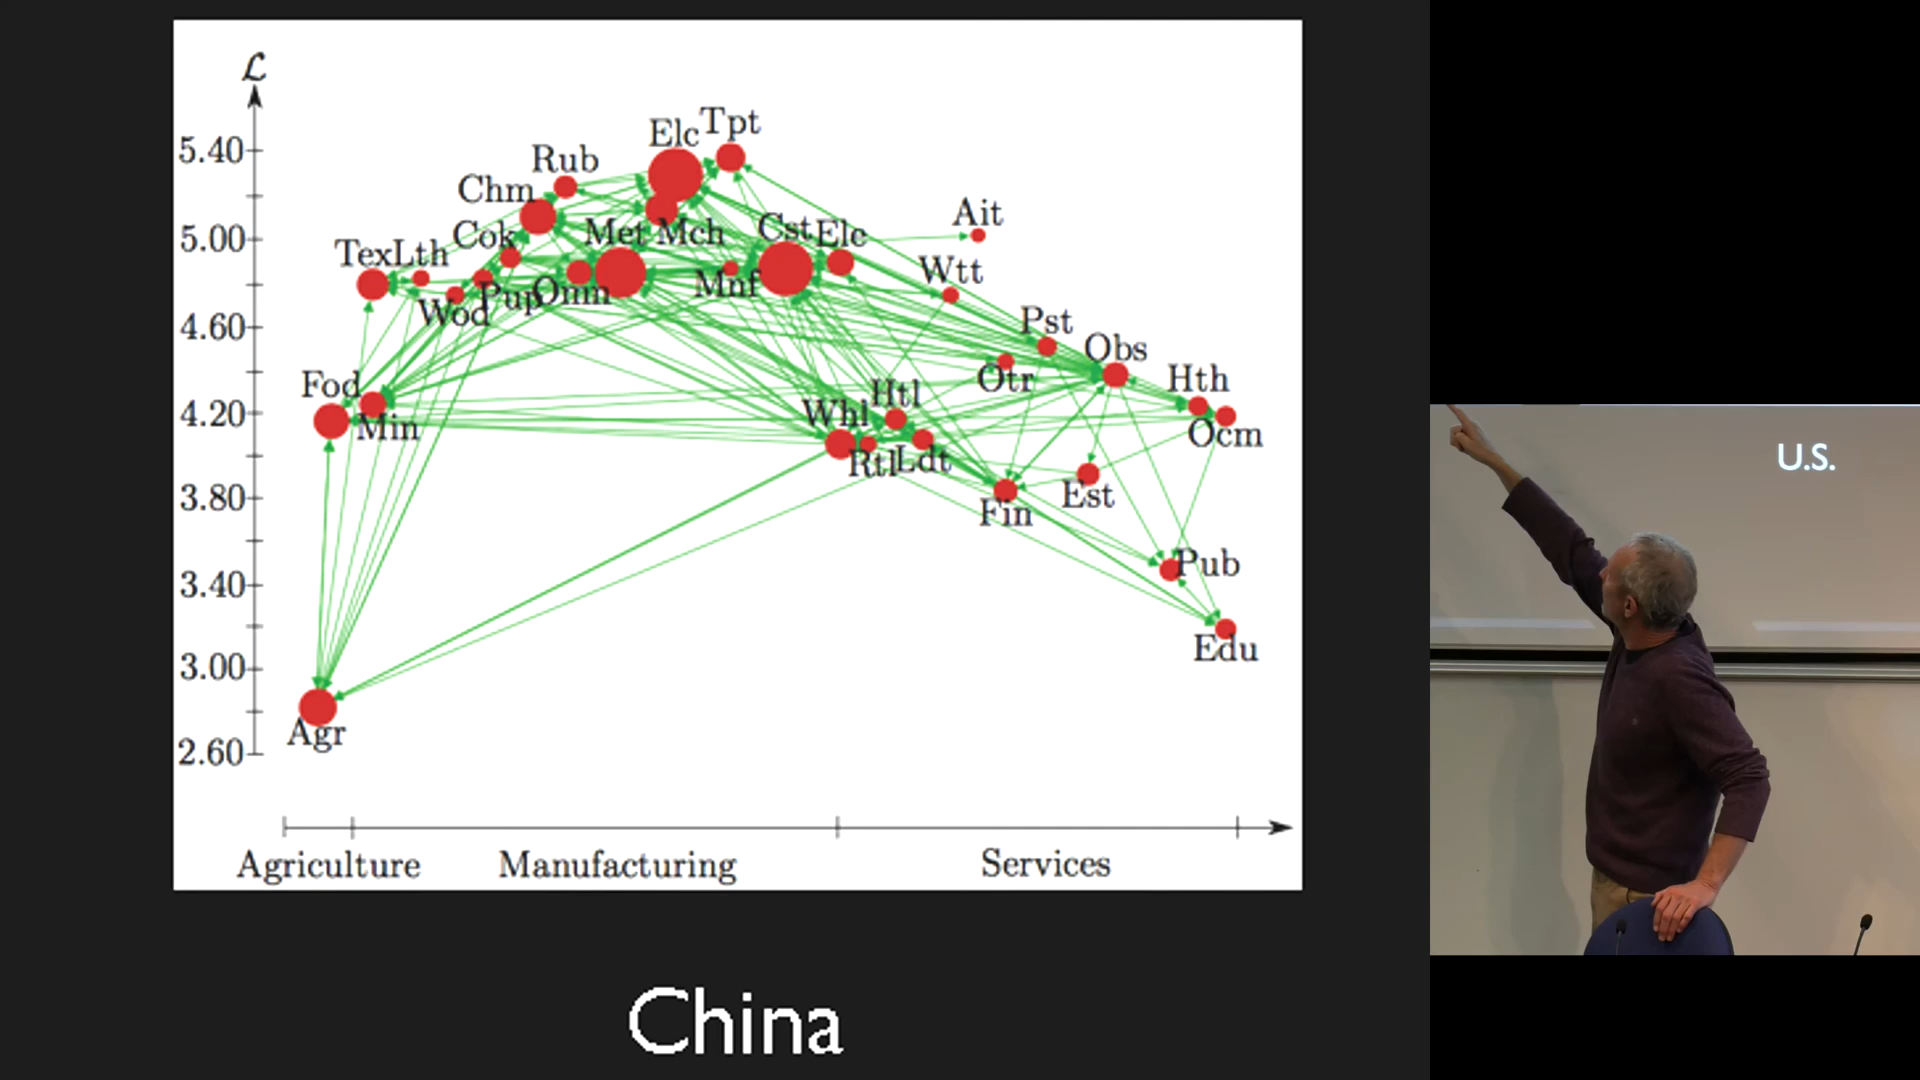 ℒ
5.40
5.00
4.60
4.20
3.80
3.40
3.00
2.60
Elc
Tpt
Rub
Chm
Cok
Met
Mch
Cst
Elc
Ait
Tex
Lth
Wod
Pup
Onm
Mnf
Wtt
Pst
Obs
Otr
Hth
Ocm
Fod
Min
Whl
Htl
Rtl
Ldt
Fin
Est
Pub
Edu
Agr
Agriculture
Manufacturing
Services
China
U.S.